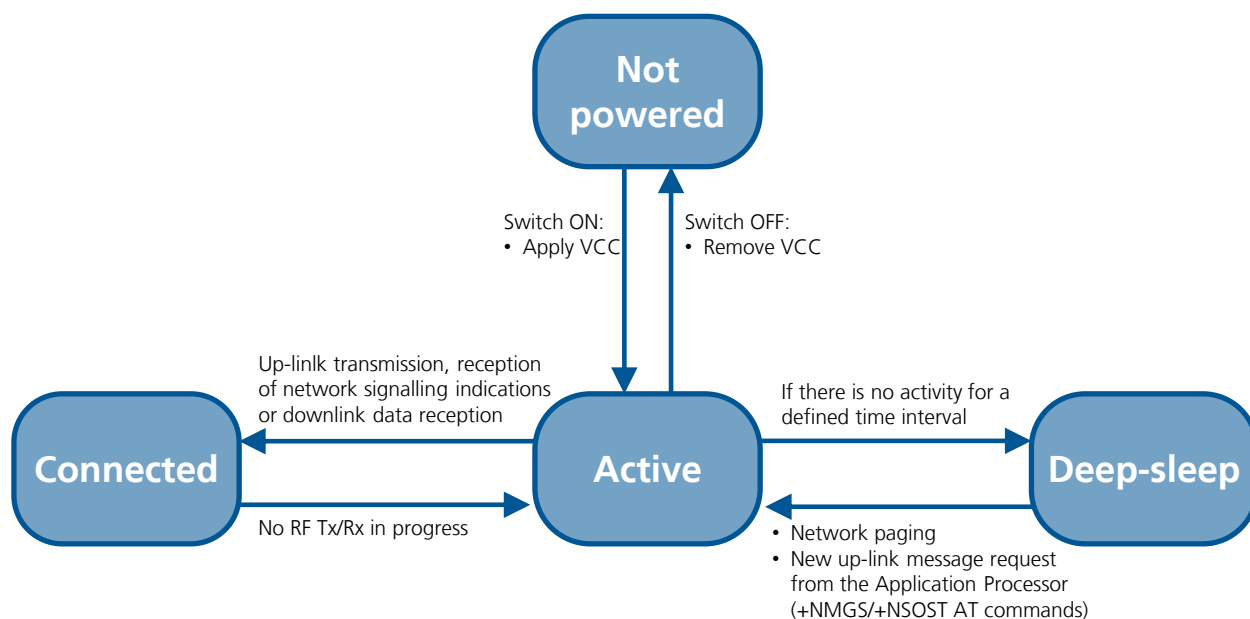 Not
powered
Switch ON:
• Apply VCC
Switch OFF:
• Remove VCC
Up-linlk transmission, reception
of network signalling indications
or downlink data reception
If there is no activity for a
defined time interval
Connected
Active
Deep-sleep
No RF Tx/Rx in progress
• Network paging
• New up-link message request
from the Application Processor
(+NMGS/+NSOST AT commands)